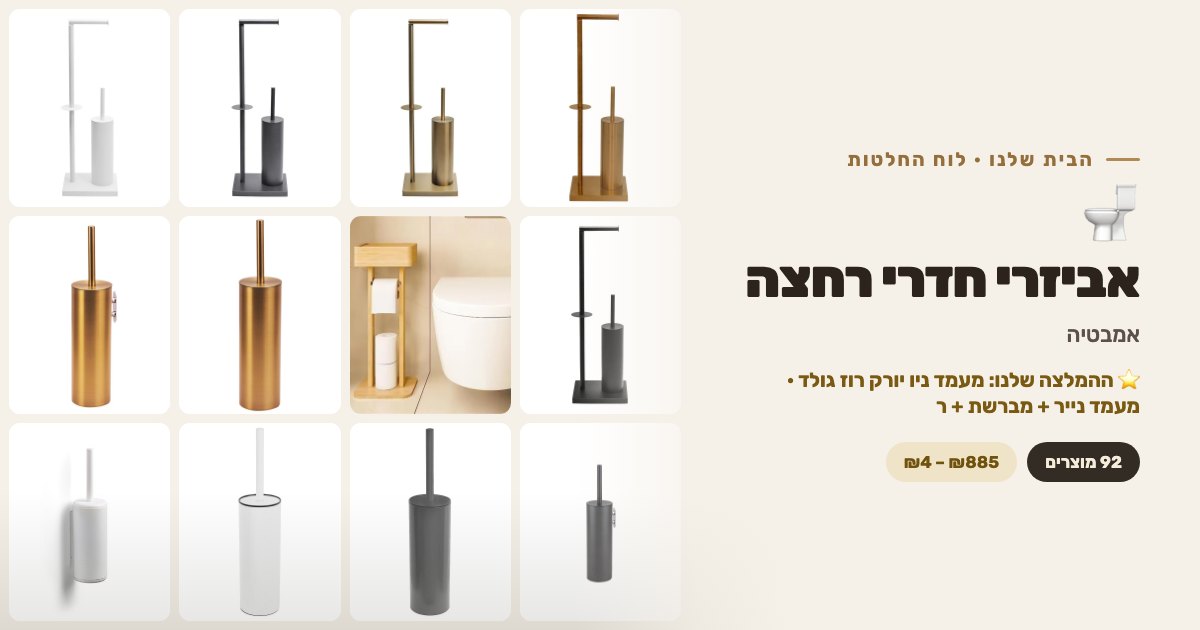 הבית שלנו • לוח החלטות
אביזרי חדרי רחצה
אמבטיה
⭐ ההמלצה שלנו: מעמד ניו יורק רוז גולד •
מעמד נייר + מברשת + ר
92 מוצרים
₪4 – ₪885